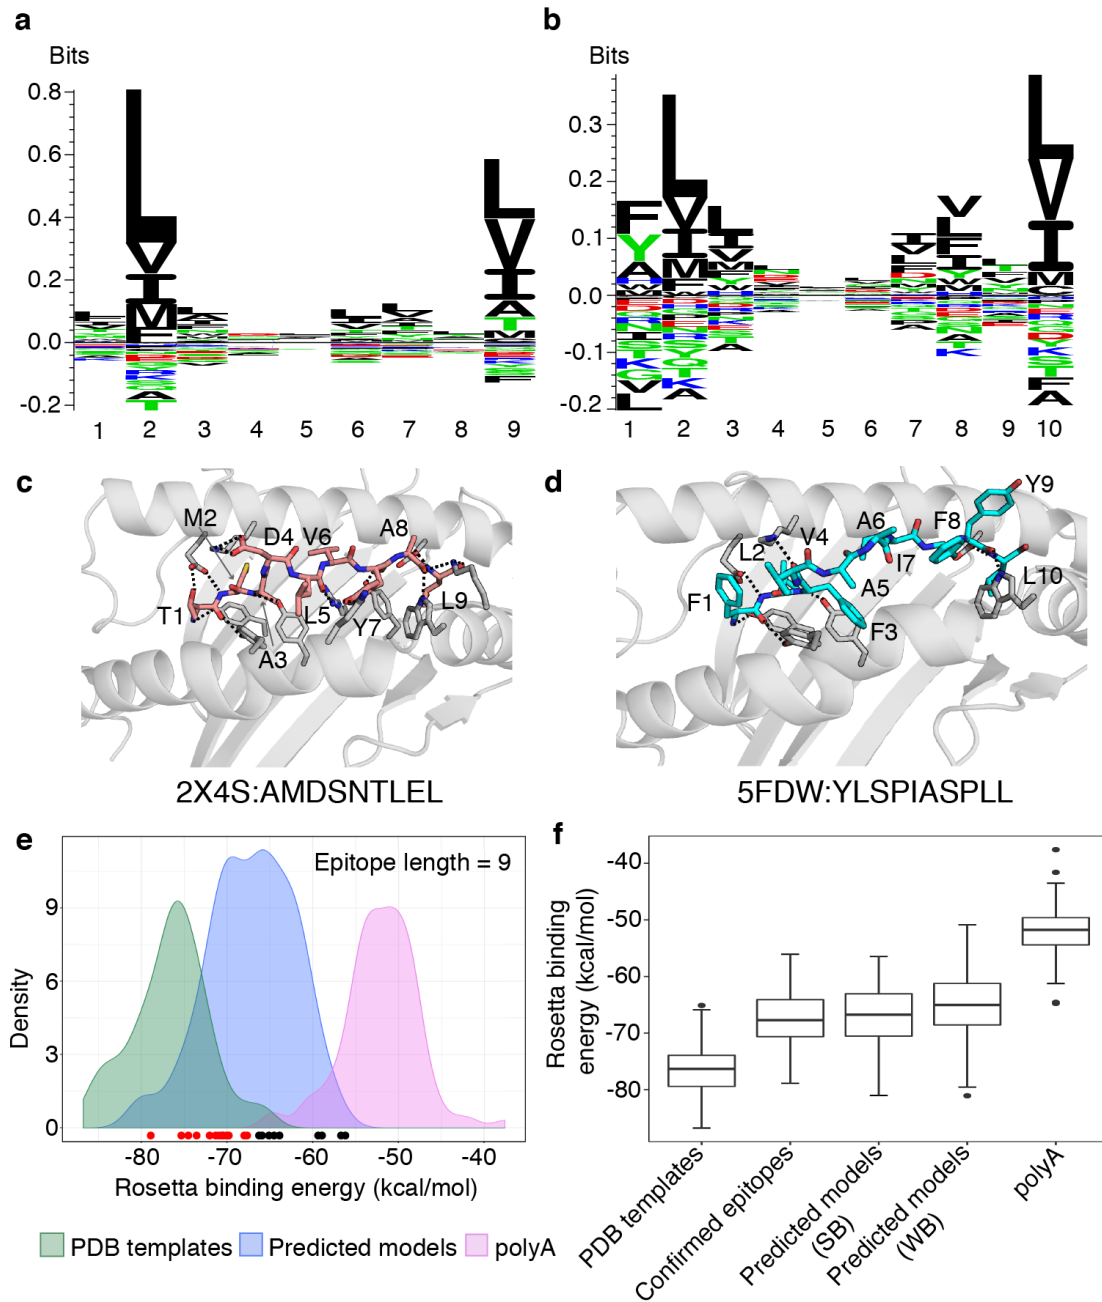 a
Bits
0.8
0.6
0.4
0.2
0.0
-0.2
1 2 3 4 5 6 7 8 9
b
Bits
0.3
0.2
0.1
0.0
-0.1
-0.2
1 2 3 4 5 6 7 8 9 10
c
M2
D4
V6
A8
T1
A3
L5
Y7
L9
2X4S:AMDSNTLEL
d
Y9
A6
F8
V4
L2
I7
A5
L10
F1
F3
5FDW:YLSPIASPLL
e
Epitope length = 9
Density
9
6
3
0
-80 -70 -60 -50 -40
Rosetta binding energy (kcal/mol)
PDB templates
Predicted models
polyA
f
Rosetta binding
energy (kcal/mol)
-40
-50
-60
-70
-80
PDB templates
Confirmed epitopes
Predicted models
(SB)
Predicted models
(WB)
polyA